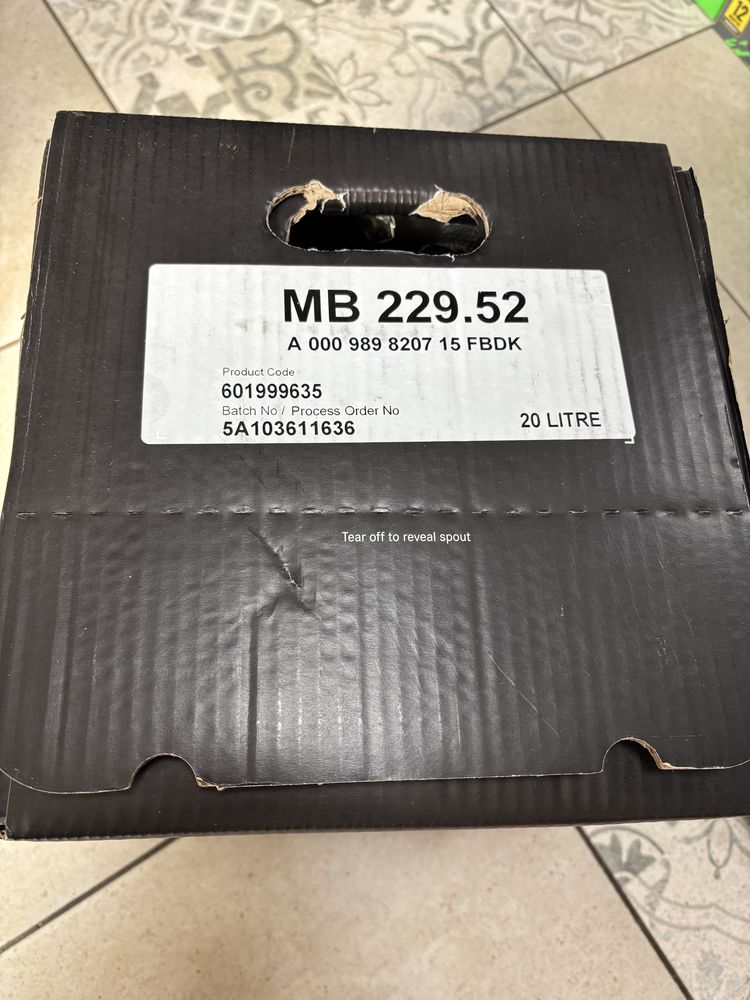 12
MB 229.52
A 000 989 8207 15 FBDK
Product Code
601999635
Batch No / Process Order No
5A103611636
20 LITRE
Tear off to reveal spout